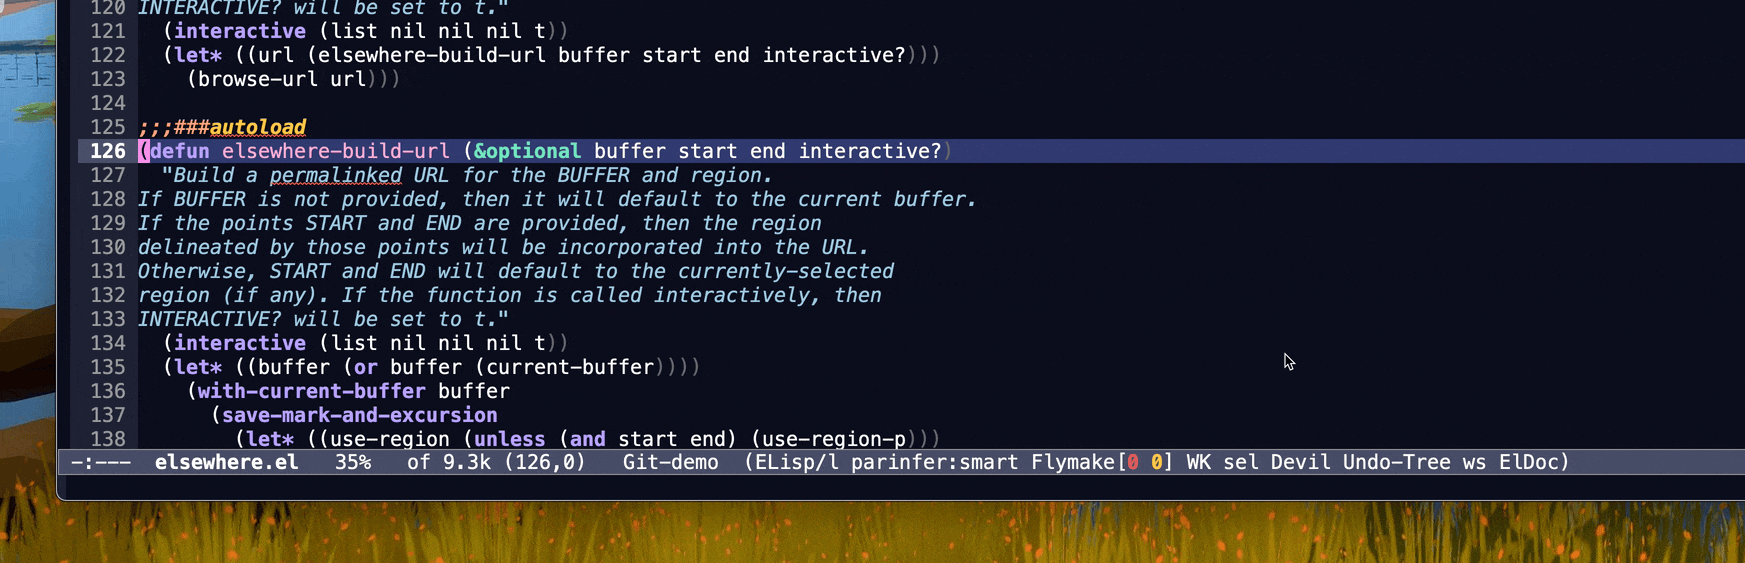 120 INTERACTIVE? will be set to t."
121   (interactive (list nil nil nil t))
122   (let* ((url (elsewhere-build-url buffer start end interactive?)))
123     (browse-url url)))
124
125 ;;;###autoload
126 (defun elsewhere-build-url (&optional buffer start end interactive?)
127   "Build a permalinked URL for the BUFFER and region.
128 If BUFFER is not provided, then it will default to the current buffer.
129 If the points START and END are provided, then the region
130 delineated by those points will be incorporated into the URL.
131 Otherwise, START and END will default to the currently-selected
132 region (if any). If the function is called interactively, then
133 INTERACTIVE? will be set to t."
134   (interactive (list nil nil nil t))
135   (let* ((buffer (or buffer (current-buffer))))
136     (with-current-buffer buffer
137       (save-mark-and-excursion
138         (let* ((use-region (unless (and start end) (use-region-p)))
-:---  elsewhere.el   35%   of 9.3k (126,0)   Git-demo  (ELisp/l parinfer:smart Flymake[0 0] WK sel Devil Undo-Tree ws ElDoc)